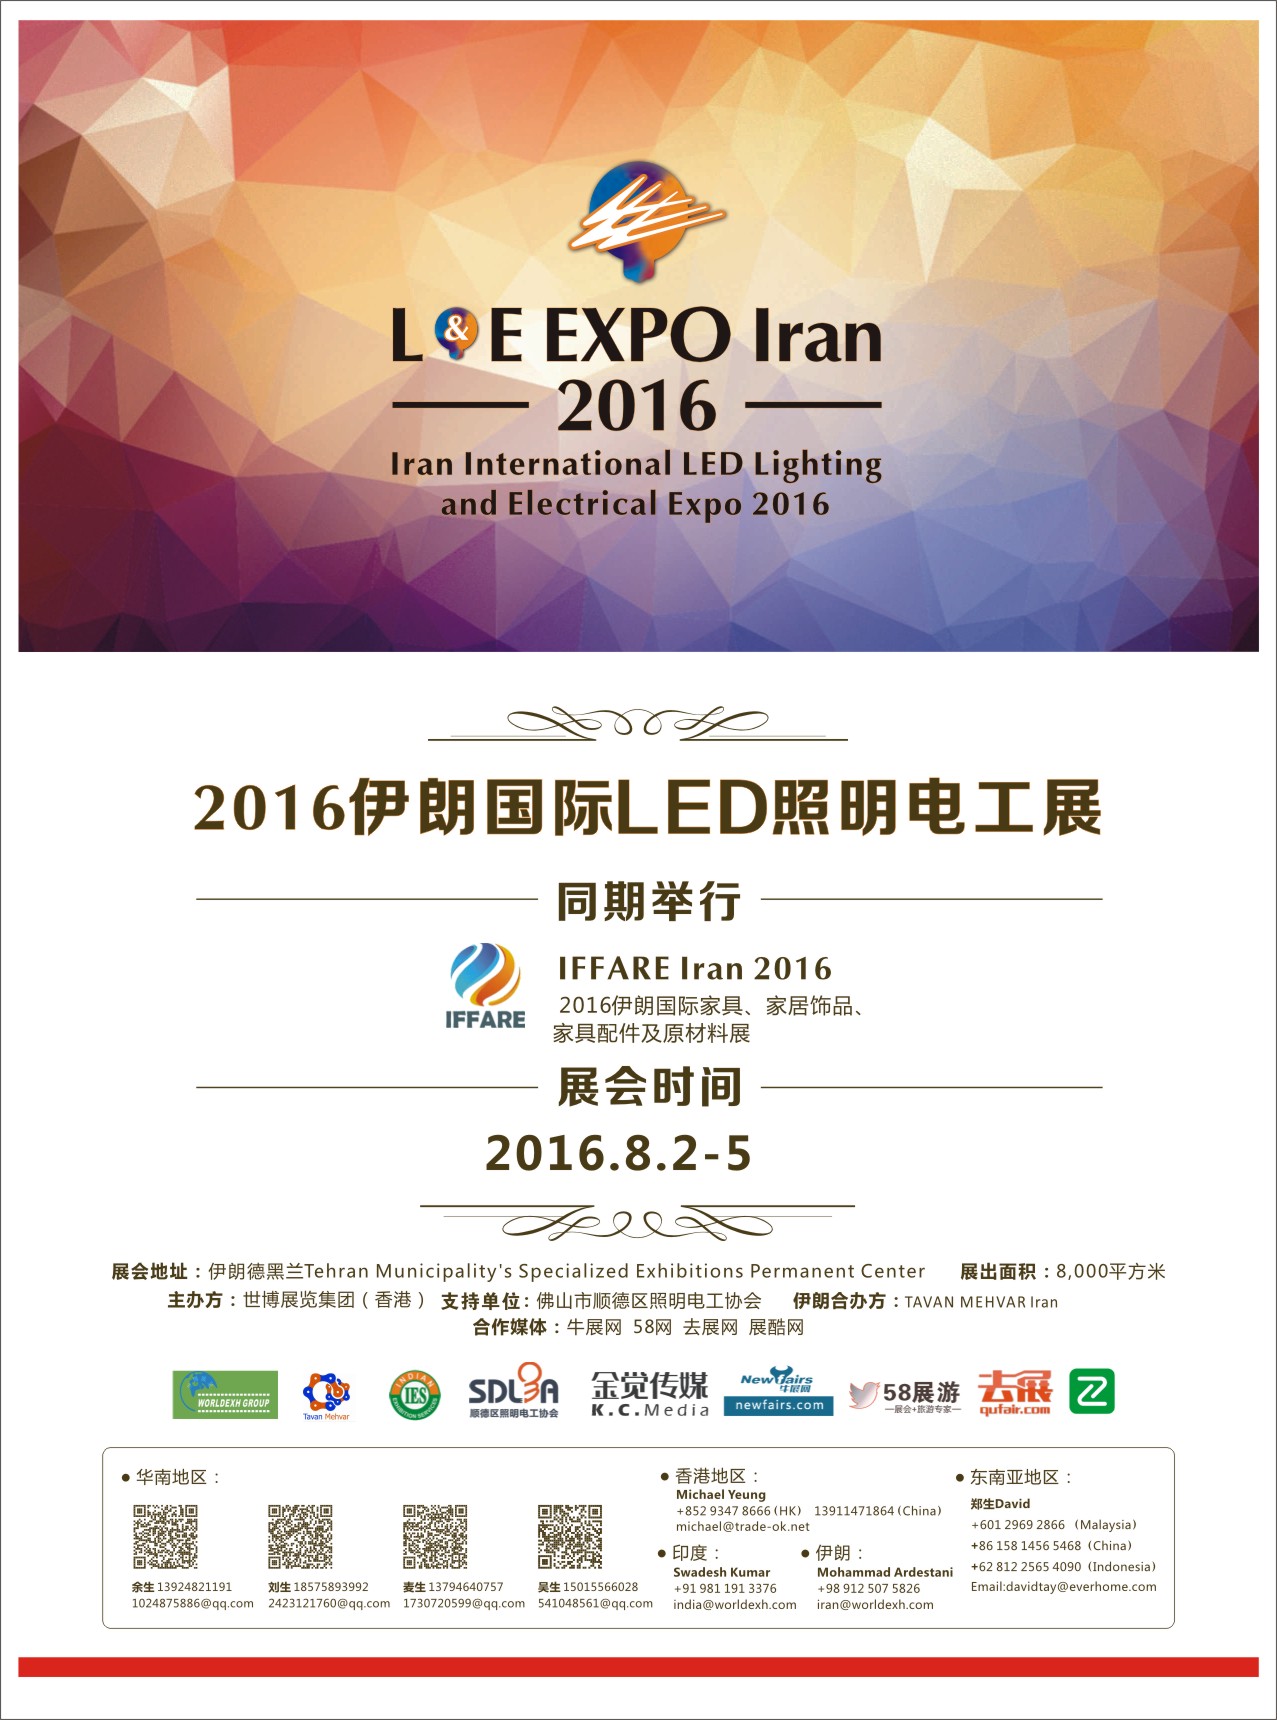 L & E EXPO Iran
2016
Iran International LED Lighting
and Electrical Expo 2016
2016伊朗国际LED照明电工展
同期举行
IFFARE
IFFARE Iran 2016
2016伊朗国际家具、家居饰品、
家具配件及原材料展
展会时间
2016.8.2-5
展会地址：伊朗德黑兰Tehran Municipality's Specialized Exhibitions Permanent Center 展出面积：8,000平方米
主办方：世博展览集团（香港） 支持单位：佛山市顺德区照明电工协会 伊朗合办方：TAVAN MEHVAR Iran
合作媒体：牛展网 58网 去展网 展酷网
WORLDEXH GROUP
Tavan Mehvar
INDIAN
IES
EXHIBITION SERVICES
SDLEA
顺德区照明电工协会
金觉传媒
K.C.Media
Newfairs
牛展网
newfairs.com
58展游
—展会+旅游专家—
去展
qufair.com
● 华南地区：
余生 13924821191
1024875886@qq.com
刘生 18575893992
2423121760@qq.com
麦生 13794640757
1730720599@qq.com
吴生 15015566028
541048561@qq.com
● 香港地区：
Michael Yeung
+852 9347 8666 (HK) 13911471864 (China)
michael@trade-ok.net
● 印度：
Swadesh Kumar
+91 981 191 3376
india@worldexh.com
● 伊朗：
Mohammad Ardestani
+98 912 507 5826
iran@worldexh.com
● 东南亚地区：
郑生David
+601 2969 2866 (Malaysia)
+86 158 1456 5468 (China)
+62 812 2565 4090 (Indonesia)
Email:davidtay@everhome.com